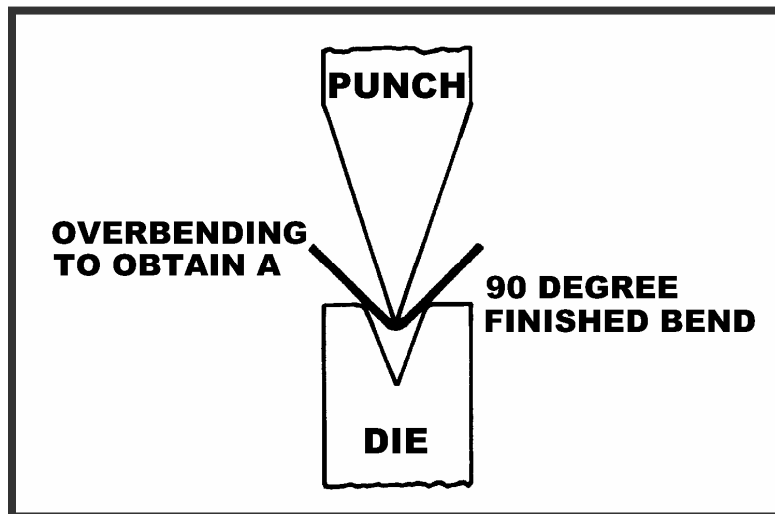 PUNCH
OVERBENDING
TO OBTAIN A
90 DEGREE
FINISHED BEND
DIE